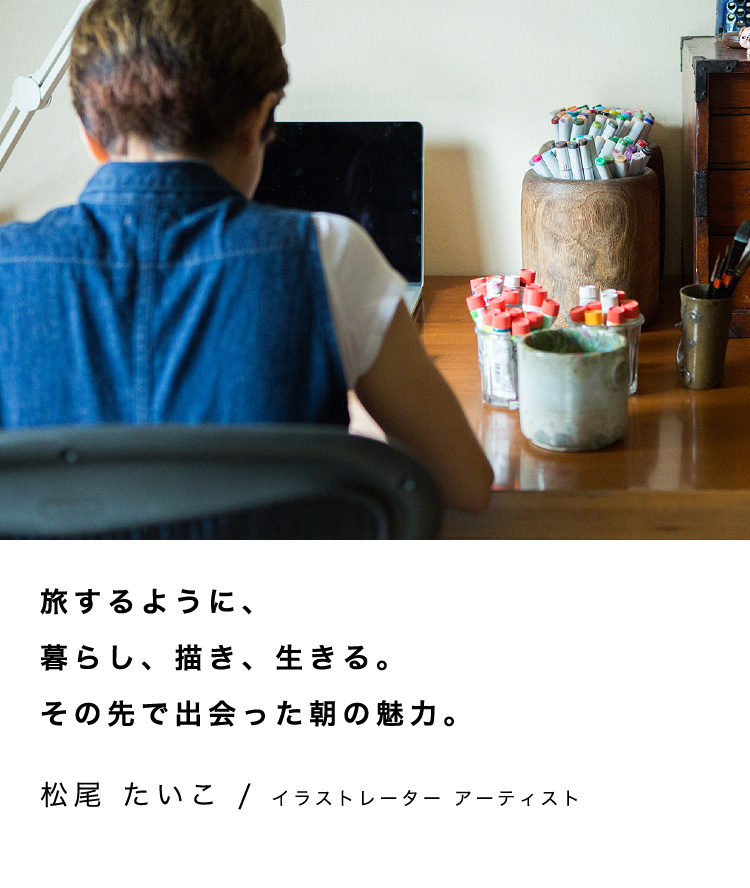 旅するように、
暮らし、描き、生きる。
その先で出会った朝の魅力。
松尾 たいこ / イラストレーター アーティスト